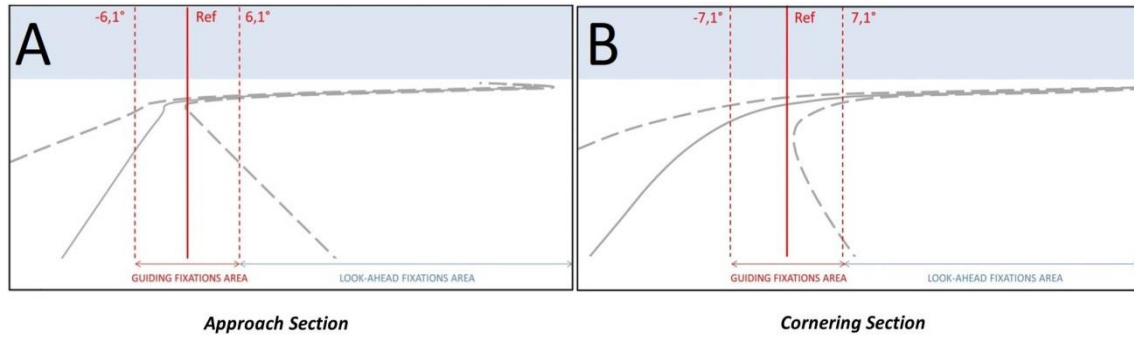 A
-6,1° Ref 6,1°
GUIDING FIXATIONS AREA LOOK-AHEAD FIXATIONS AREA
Approach Section
B
-7,1° Ref 7,1°
GUIDING FIXATIONS AREA LOOK-AHEAD FIXATIONS AREA
Cornering Section